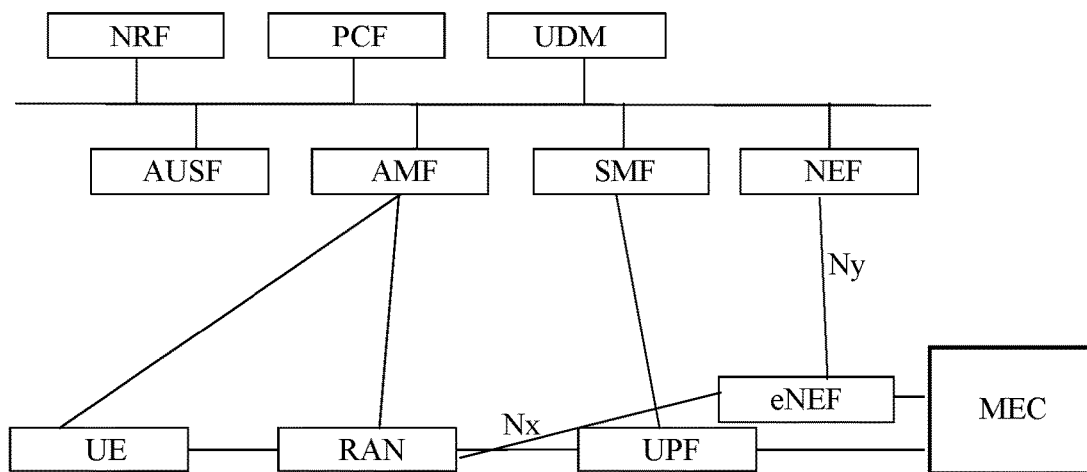 NRF
PCF
UDM
AUSF
AMF
SMF
NEF
Ny
eNEF
MEC
Nx
UE
RAN
UPF